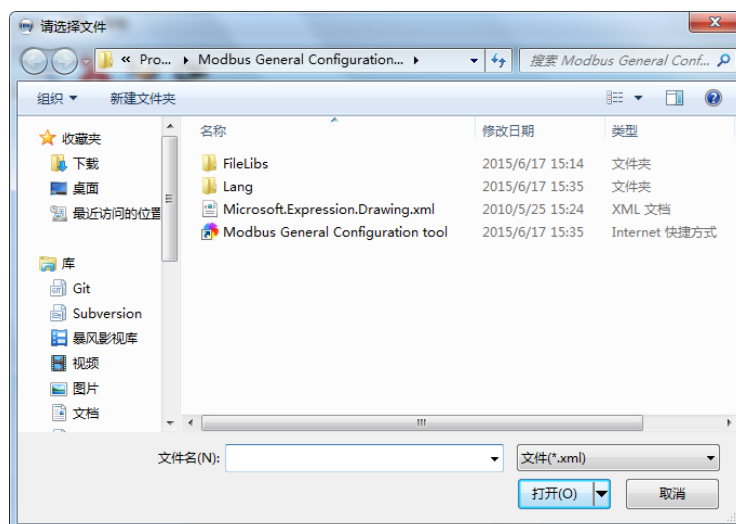 请选择文件
« Pro... ▸ Modbus General Configuration... ▸
搜索 Modbus General Conf...
组织 新建文件夹
名称 修改日期 类型
收藏夹
下载
桌面
最近访问的位置
库
Git
Subversion
暴风影视库
视频
图片
文档
FileLibs 2015/6/17 15:14 文件夹
Lang 2015/6/17 15:35 文件夹
Microsoft.Expression.Drawing.xml 2010/5/25 15:24 XML 文档
Modbus General Configuration tool 2015/6/17 15:35 Internet 快捷方式
文件名(N): 文件(*.xml)
打开(O) 取消